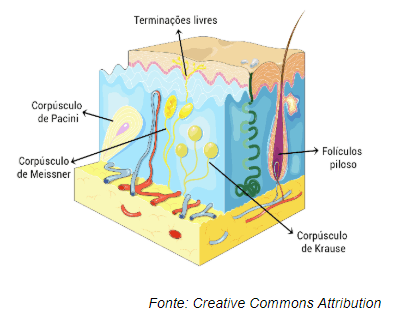 Terminações livres
Corpúsculo
de Pacini
Corpúsculo
de Meissner
Folículos
piloso
Corpúsculo
de Krause
Fonte: Creative Commons Attribution